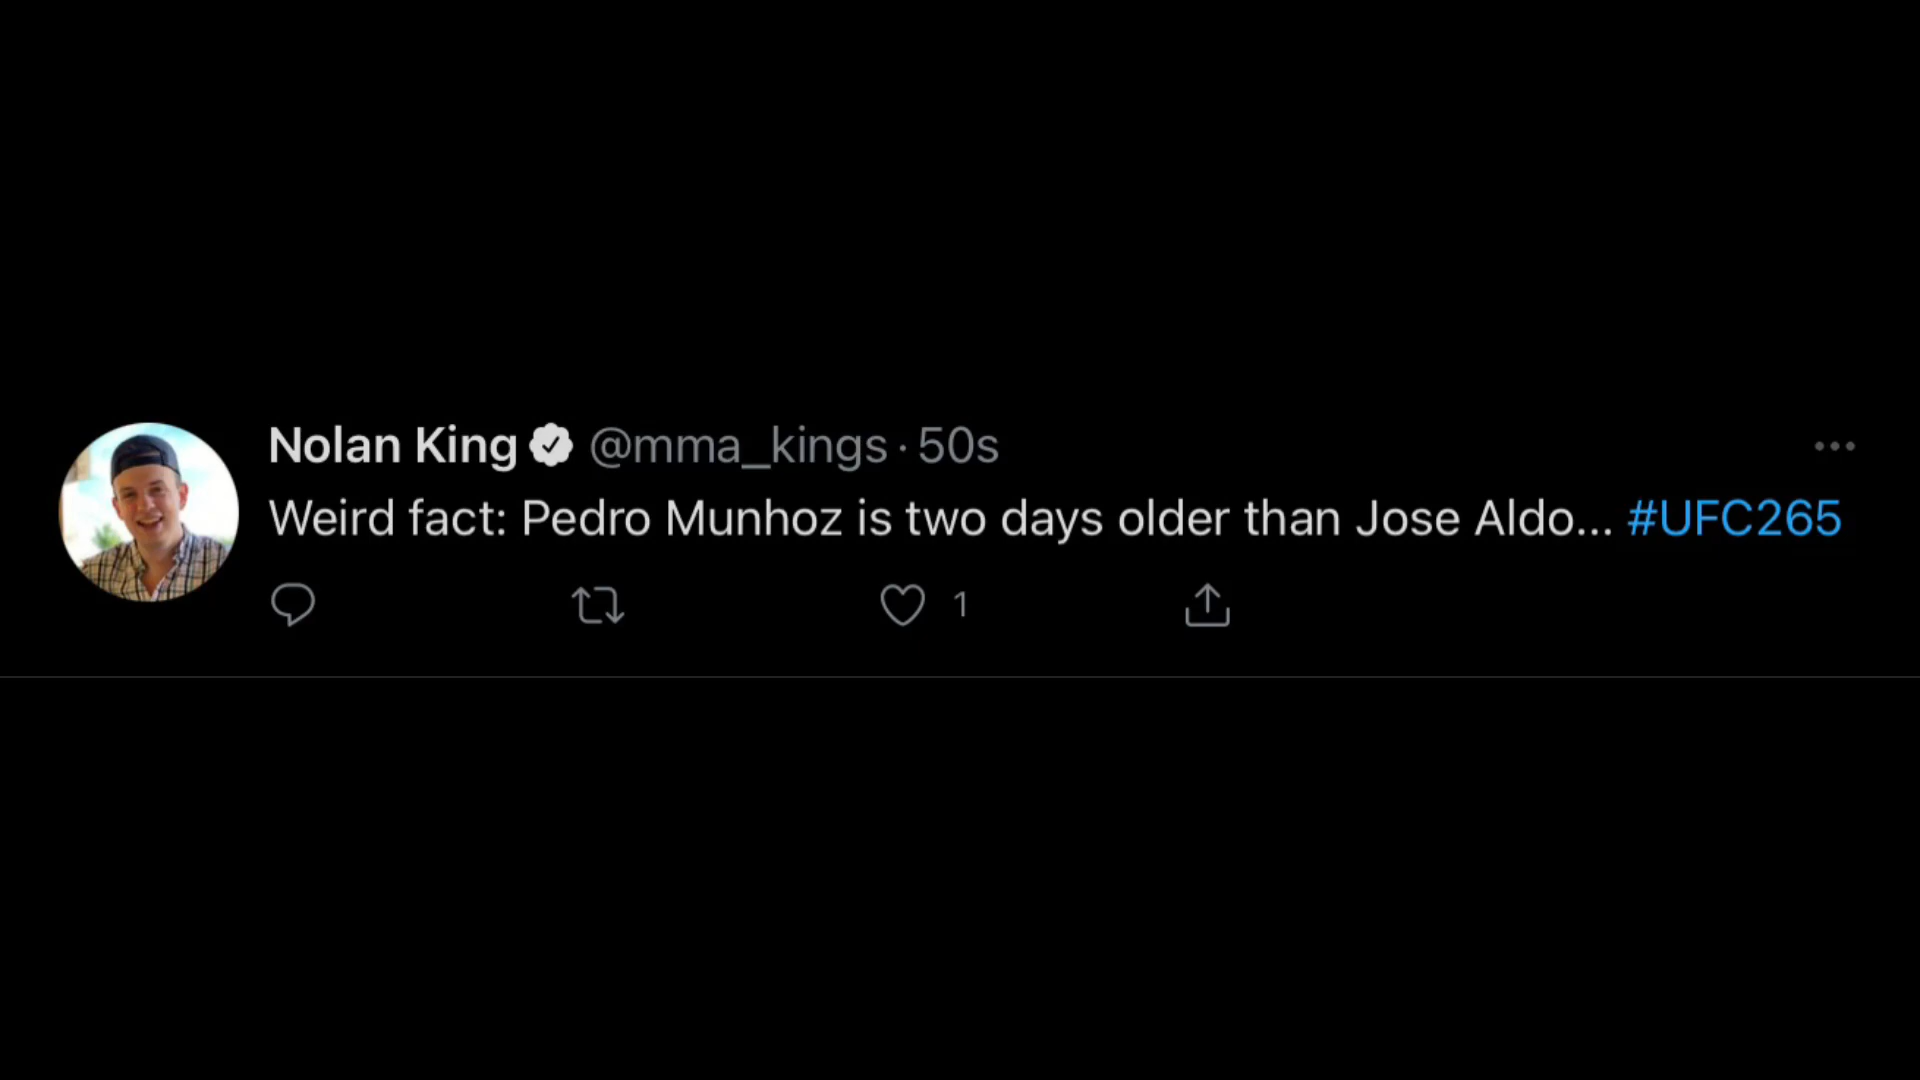 Nolan King @mma_kings · 50s
Weird fact: Pedro Munhoz is two days older than Jose Aldo... #UFC265
1